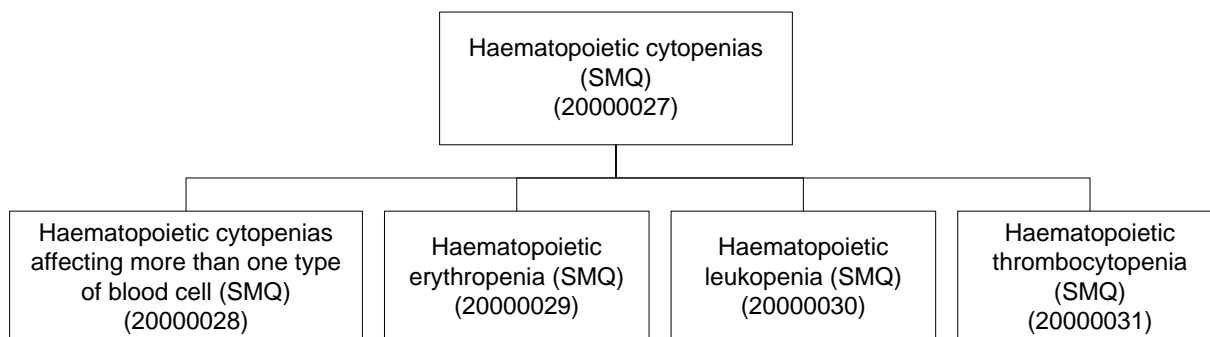 Haematopoietic cytopenias
(SMQ)
(20000027)
Haematopoietic cytopenias
affecting more than one type
of blood cell (SMQ)
(20000028)
Haematopoietic
erythropenia (SMQ)
(20000029)
Haematopoietic
leukopenia (SMQ)
(20000030)
Haematopoietic
thrombocytopenia
(SMQ)
(20000031)